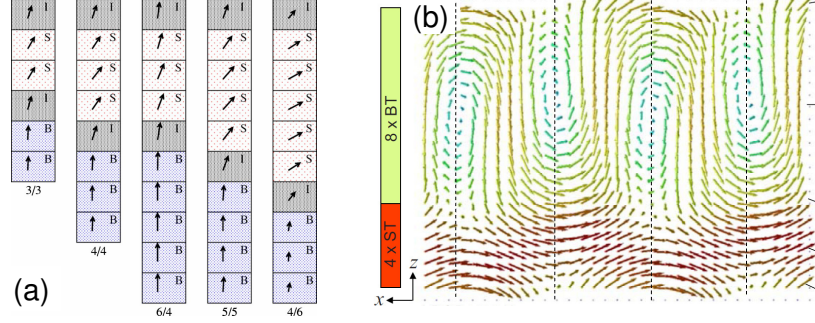 I I I I I
S S S S S
S S S S S
I S S S S
B I I S S
B B B I S
3/3
B B B I
B B B B
4/4
B B B
B B B
6/4 5/5 4/6
(a)
(b)
8 x BT
4 x ST
z
x